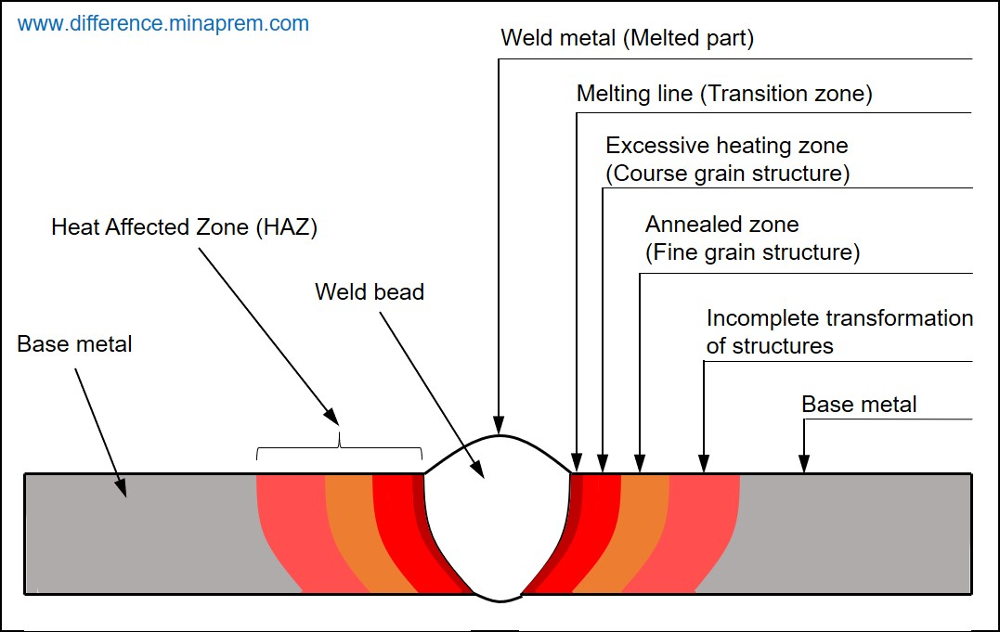 www.difference.minaprem.com
Weld metal (Melted part)
Melting line (Transition zone)
Excessive heating zone
(Course grain structure)
Annealed zone
(Fine grain structure)
Heat Affected Zone (HAZ)
Weld bead
Incomplete transformation
of structures
Base metal
Base metal